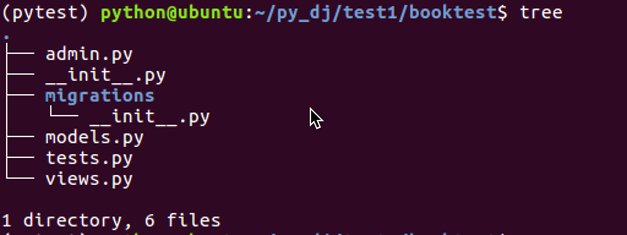 (pytest) python@ubuntu:~/py_dj/test1/booktest$ tree
.
├── admin.py
├── __init__.py
├── migrations
│   └── __init__.py
├── models.py
├── tests.py
└── views.py

1 directory, 6 files